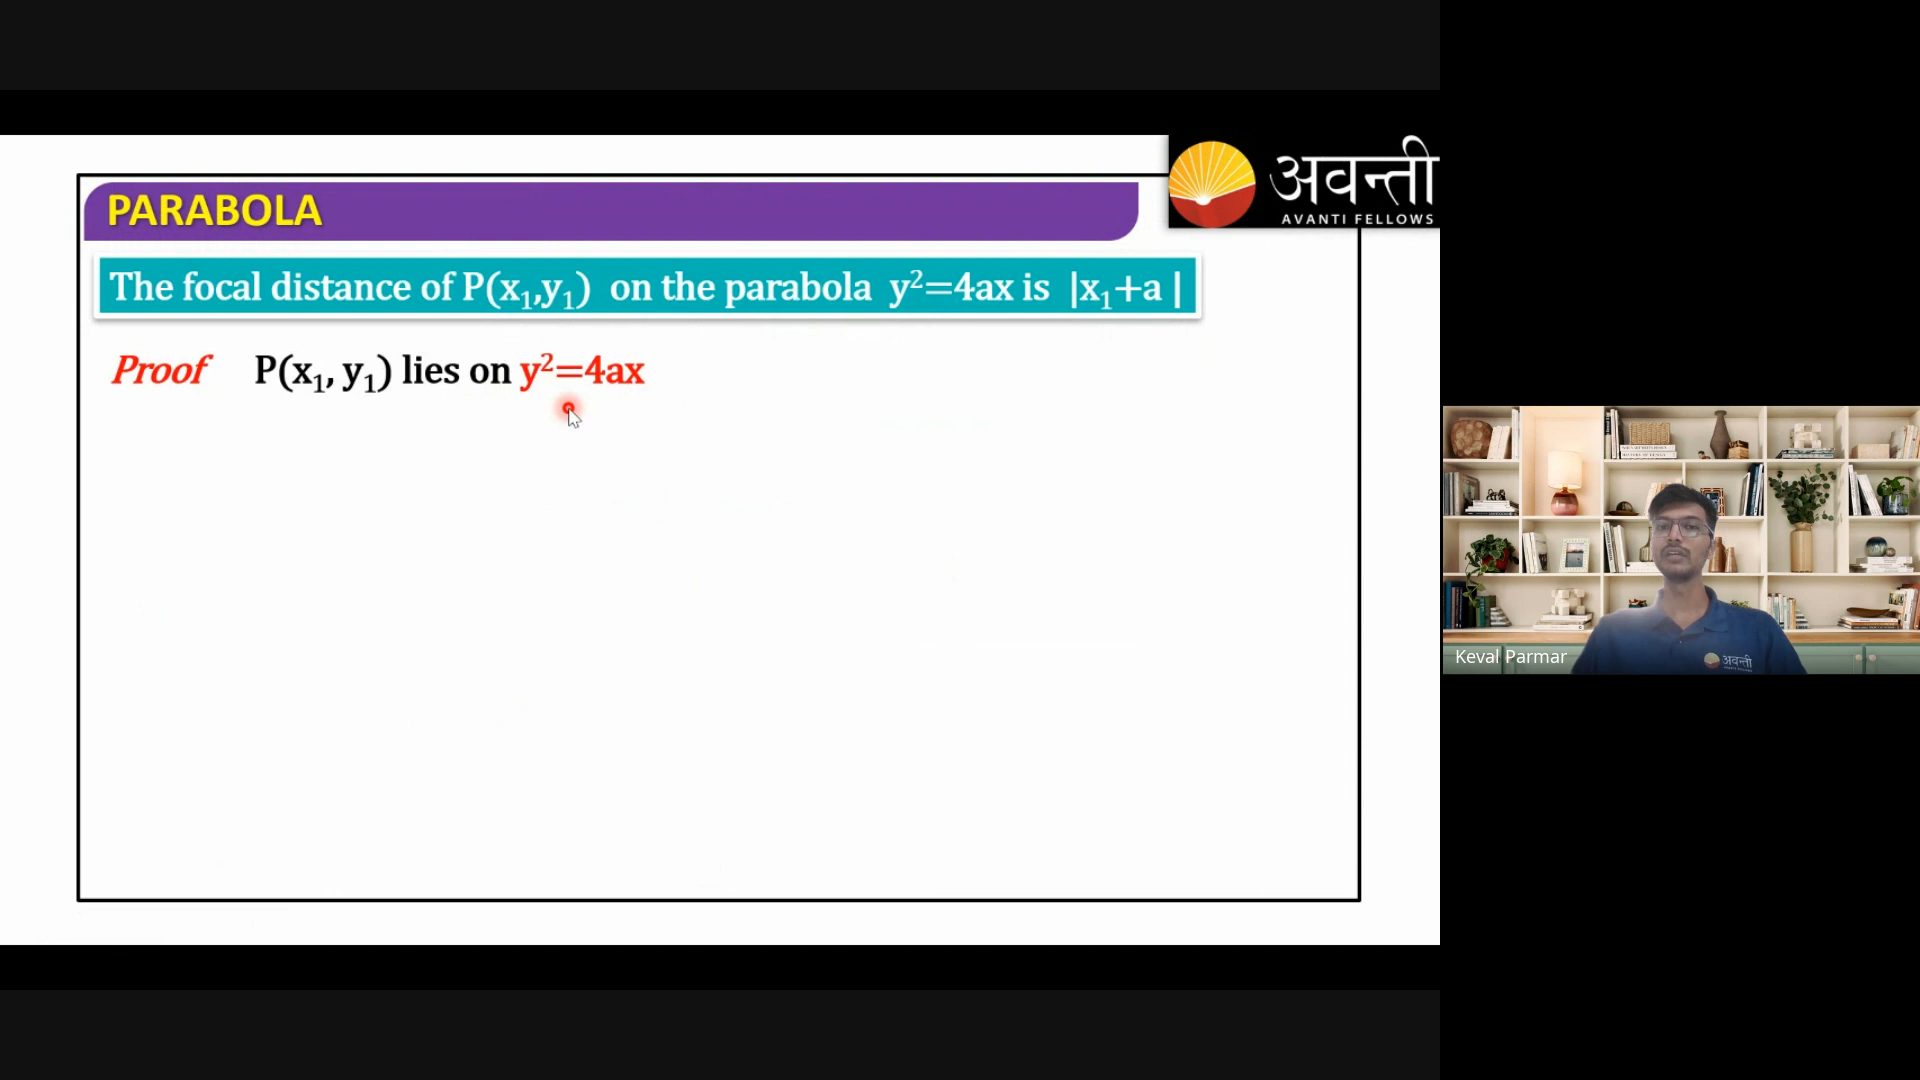 PARABOLA
अवन्ती
AVANTI FELLOWS
The focal distance of P(x₁,y₁) on the parabola y²=4ax is |x₁+a |
Proof P(x₁, y₁) lies on y²=4ax
Keval Parmar
अवन्ती